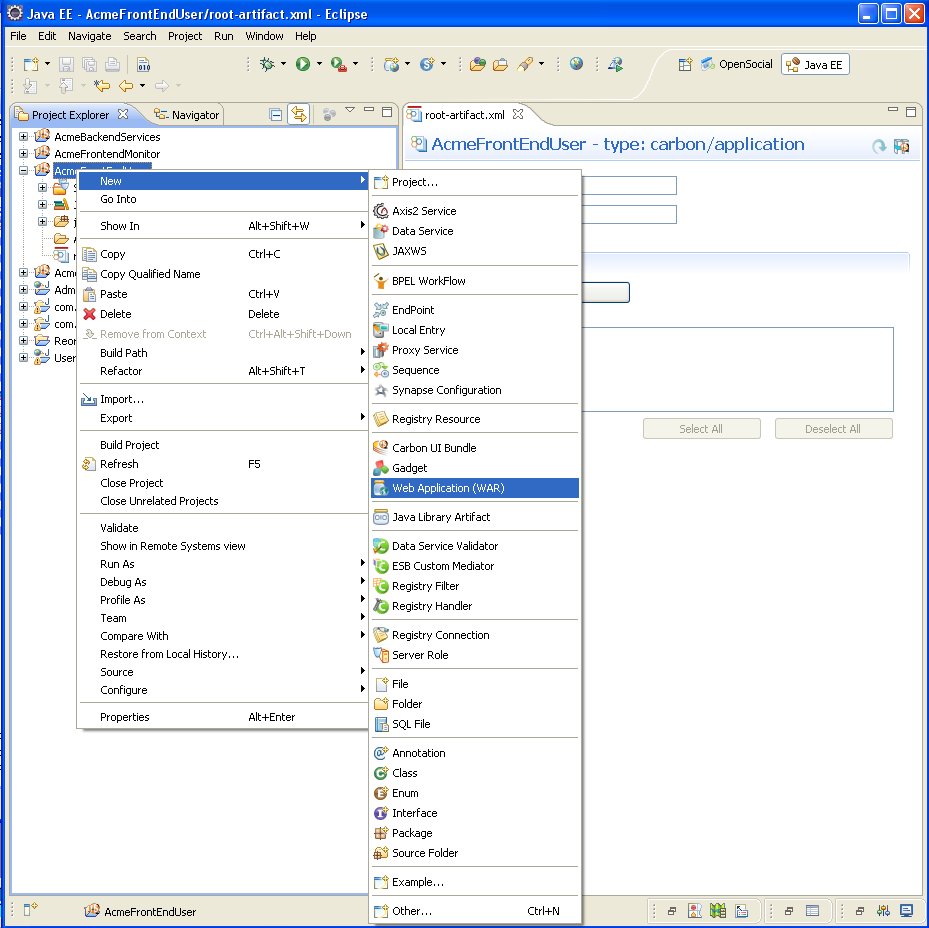 Java EE - AcmeFrontEndUser/root-artifact.xml - Eclipse
File Edit Navigate Search Project Run Window Help
OpenSocial Java EE
Project Explorer Navigator
AcmeBackendServices
AcmeFrontendMonitor
Acm
Adm
com.
com.
Reor
User
New
Go Into
Show In Alt+Shift+W
Copy Ctrl+C
Copy Qualified Name
Paste Ctrl+V
Delete Delete
Remove from Context Ctrl+Alt+Shift+Down
Build Path
Refactor Alt+Shift+T
Import...
Export
Build Project
Refresh F5
Close Project
Close Unrelated Projects
Validate
Show in Remote Systems view
Run As
Debug As
Profile As
Team
Compare With
Restore from Local History...
Source
Configure
Properties Alt+Enter
Project...
Axis2 Service
Data Service
JAXWS
BPEL WorkFlow
EndPoint
Local Entry
Proxy Service
Sequence
Synapse Configuration
Registry Resource
Carbon UI Bundle
Gadget
Web Application (WAR)
Java Library Artifact
Data Service Validator
ESB Custom Mediator
Registry Filter
Registry Handler
Registry Connection
Server Role
File
Folder
SQL File
Annotation
Class
Enum
Interface
Package
Source Folder
Example...
Other... Ctrl+N
root-artifact.xml
AcmeFrontEndUser - type: carbon/application
Select All Deselect All
AcmeFrontEndUser